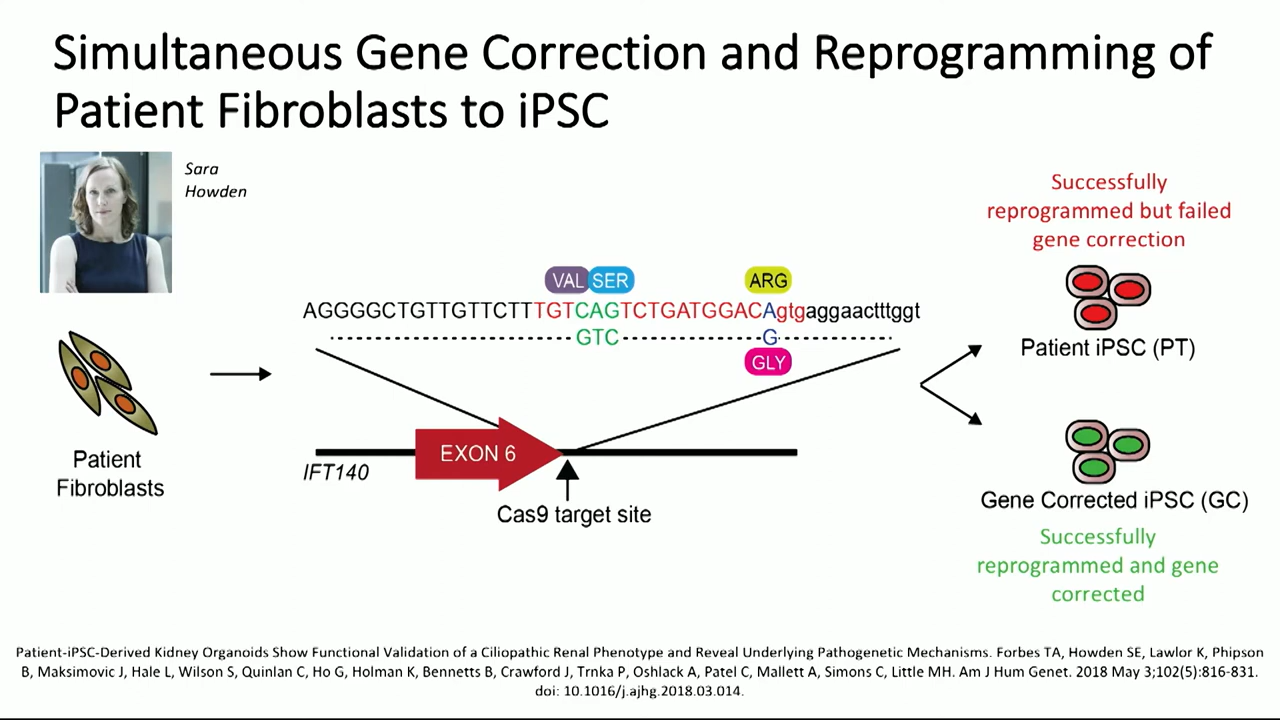 Simultaneous Gene Correction and Reprogramming of
Patient Fibroblasts to iPSC
Sara
Howden
Successfully
reprogrammed but failed
gene correction
VAL SER ARG
AGGGGCTGTTGTTCTTTGTCAGTCTGATGGACAgtgaggaactttggt
GTC G
GLY
Patient iPSC (PT)
EXON 6
IFT140
Patient
Fibroblasts
Cas9 target site
Gene Corrected iPSC (GC)
Successfully
reprogrammed and gene
corrected
Patient-iPSC-Derived Kidney Organoids Show Functional Validation of a Ciliopathic Renal Phenotype and Reveal Underlying Pathogenetic Mechanisms. Forbes TA, Howden SE, Lawlor K, Phipson
B, Maksimovic J, Hale L, Wilson S, Quinlan C, Ho G, Holman K, Bennetts B, Crawford J, Trnka P, Oshlack A, Patel C, Mallett A, Simons C, Little MH. Am J Hum Genet. 2018 May 3;102(5):816-831.
doi: 10.1016/j.ajhg.2018.03.014.